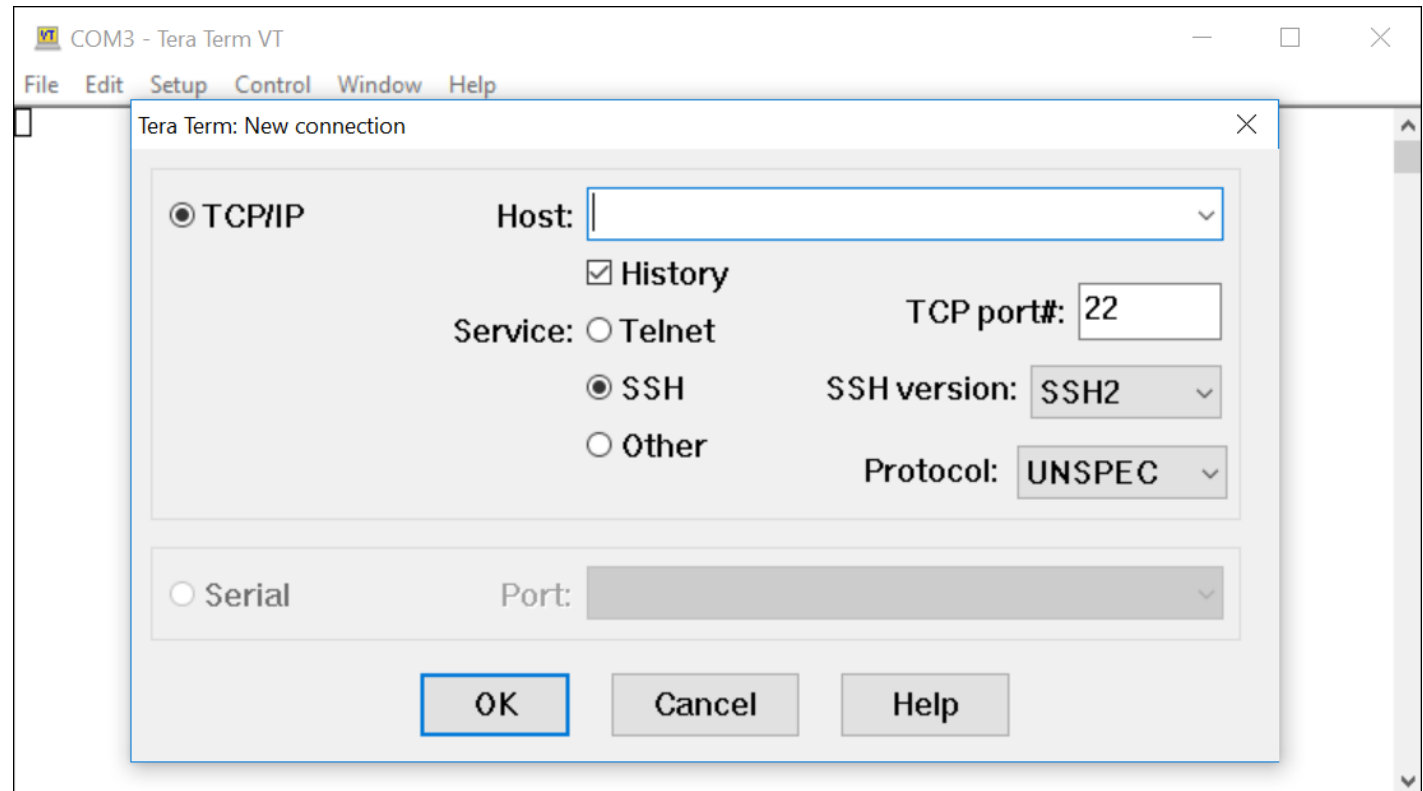 VT COM3 - Tera Term VT
File Edit Setup Control Window Help
Tera Term: New connection
TCP/IP Host:
History
TCP port#: 22
Service: Telnet
SSH SSH version: SSH2
Other
Protocol: UNSPEC
Serial Port:
OK Cancel Help